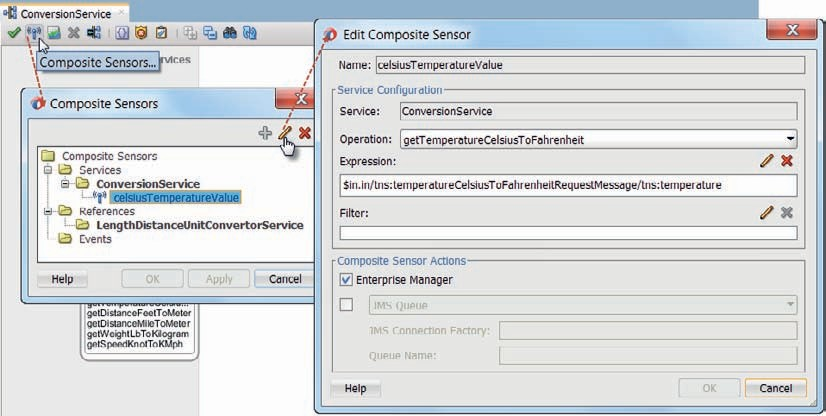 ConversionService
Composite Sensors...
vices
Composite Sensors
Composite Sensors
Services
ConversionService
celsiusTemperatureValue
References
LengthDistanceUnitConvertorService
Events
Help
OK
Apply
Cancel
getDistanceFeetToMeter
getDistanceMileToMeter
getWeightLbToKilogram
getSpeedKnotToKMph
Edit Composite Sensor
Name: celsiusTemperatureValue
Service Configuration
Service: ConversionService
Operation: getTemperatureCelsiusToFahrenheit
Expression:
$in.in/tns:temperatureCelsiusToFahrenheitRequestMessage/tns:temperature
Filter:
Composite Sensor Actions
Enterprise Manager
JMS Queue
JMS Connection Factory:
Queue Name:
Help
OK
Cancel